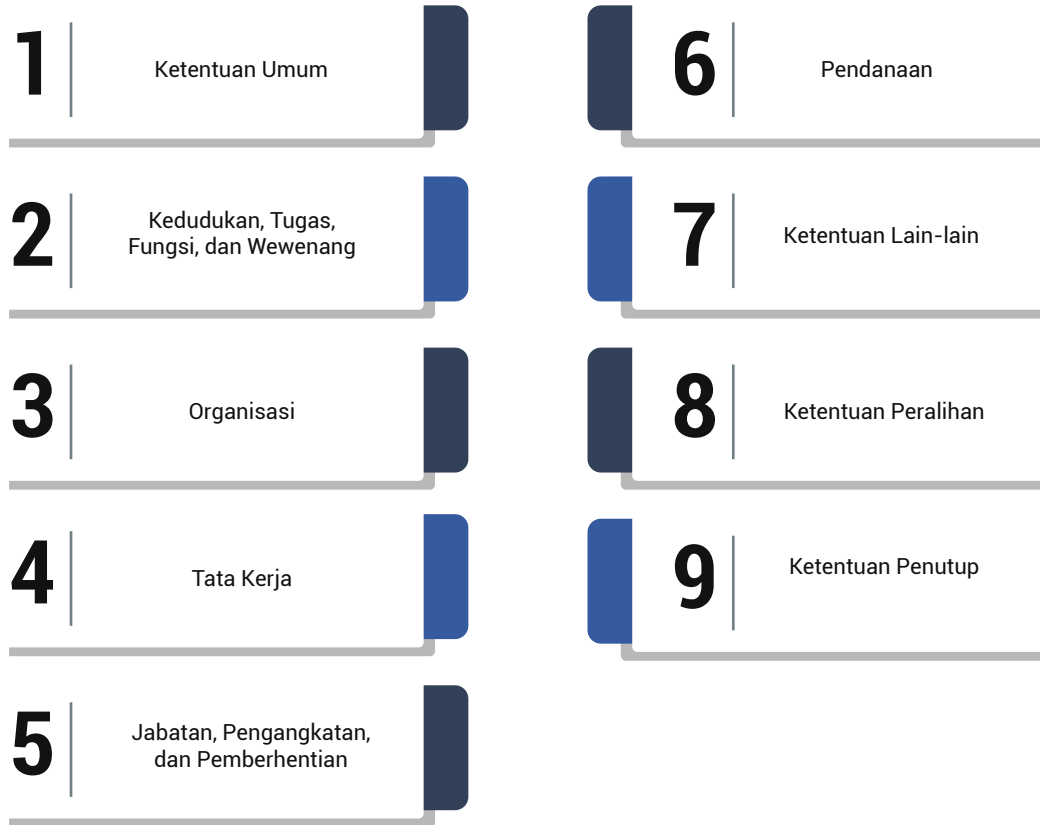 1
Ketentuan Umum
2
Kedudukan, Tugas,
Fungsi, dan Wewenang
3
Organisasi
4
Tata Kerja
5
Jabatan, Pengangkatan,
dan Pemberhentian
6
Pendanaan
7
Ketentuan Lain-lain
8
Ketentuan Peralihan
9
Ketentuan Penutup